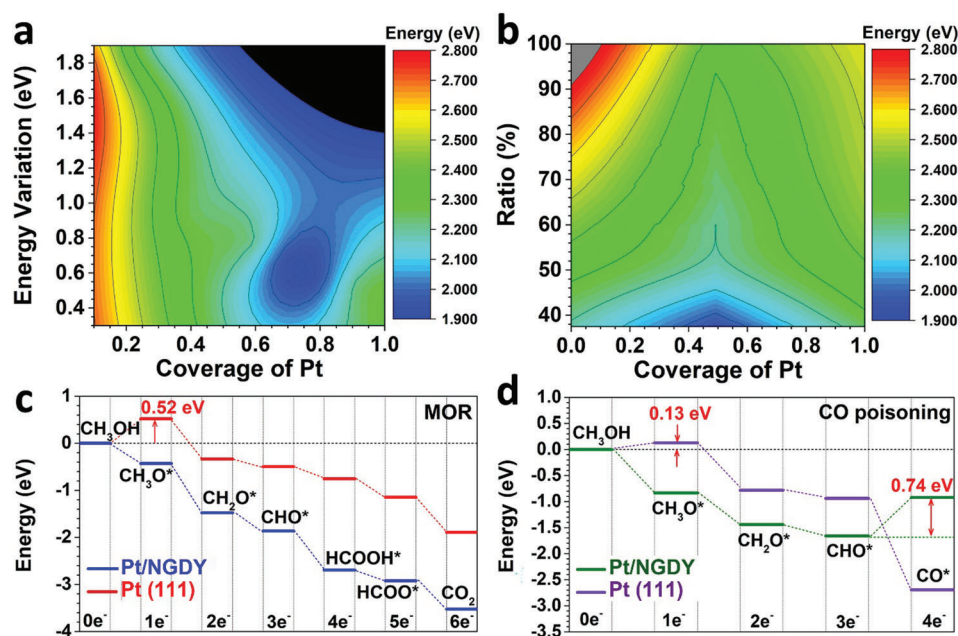 a
Energy (eV)
Energy Variation (eV)
1.8
1.6
1.4
1.2
1.0
0.8
0.6
0.4
0.2 0.4 0.6 0.8 1.0
Coverage of Pt
2.800
2.700
2.600
2.500
2.400
2.300
2.200
2.100
2.000
1.900
b
Energy (eV)
Ratio (%)
100
90
80
70
60
50
40
0.0 0.2 0.4 0.6 0.8 1.0
Coverage of Pt
2.800
2.700
2.600
2.500
2.400
2.300
2.200
2.100
2.000
1.900
c
Energy (eV)
1
0
-1
-2
-3
-4
0.52 eV
MOR
CH3OH
CH3O*
CH2O*
CHO*
HCOOH*
HCOO*
CO2
Pt/NGDY
Pt (111)
0e- 1e- 2e- 3e- 4e- 5e- 6e-
d
Energy (eV)
1.0
0.5
0.0
-0.5
-1.0
-1.5
-2.0
-2.5
-3.0
-3.5
0.13 eV
CO poisoning
CH3OH
0.74 eV
CH3O*
CH2O*
CHO*
CO*
Pt/NGDY
Pt (111)
0e- 1e- 2e- 3e- 4e-